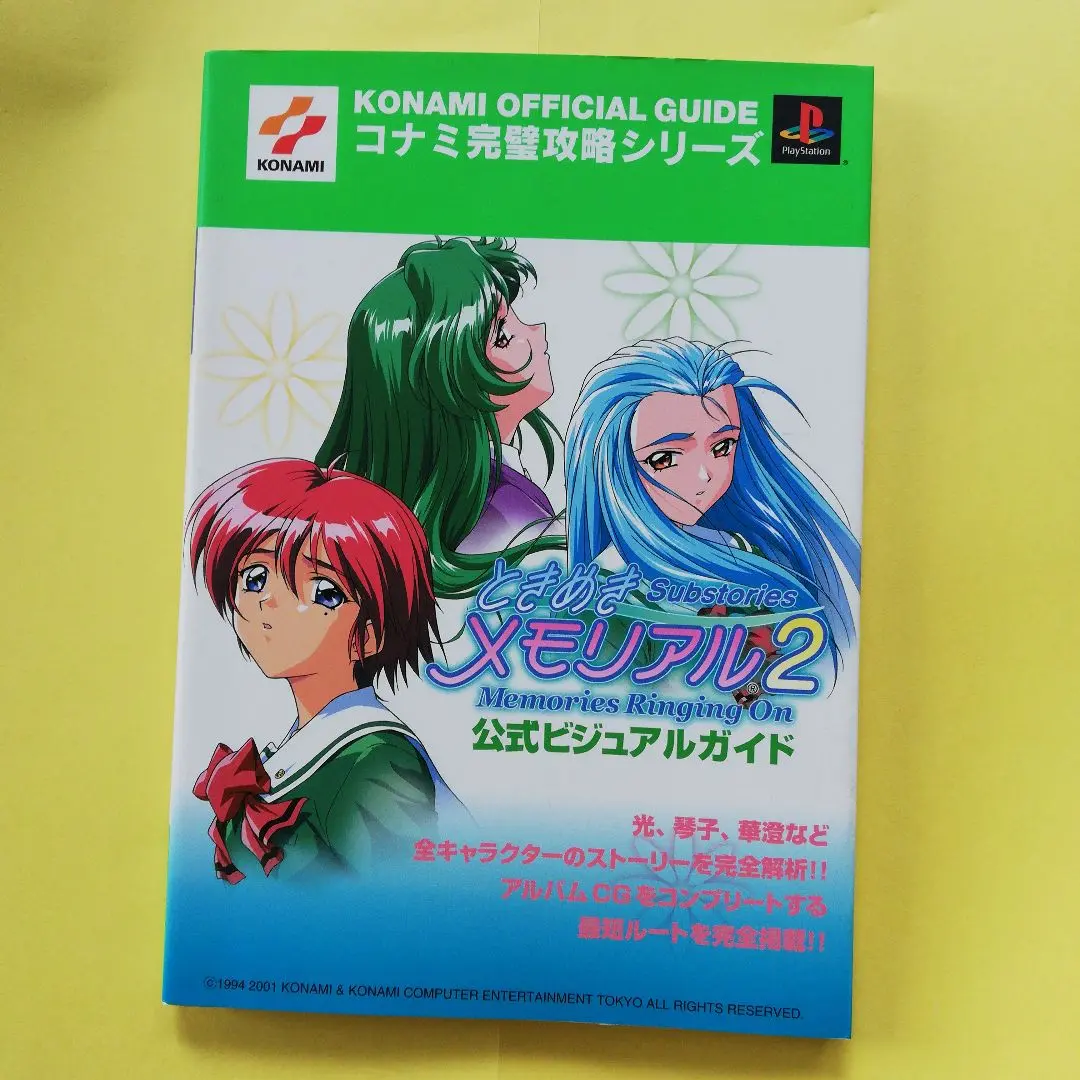 KONAMI
KONAMI OFFICIAL GUIDE
コナミ完璧攻略シリーズ
PlayStation
®
ときめき Substories
メモリアル®2
Memories Ringing On
公式ビジュアルガイド
光、琴子、華澄など
全キャラクターのストーリーを完全解析!!
アルバムCGをコンプリートする
最短ルートを完全掲載!!
©1994 2001 KONAMI & KONAMI COMPUTER ENTERTAINMENT TOKYO ALL RIGHTS RESERVED.